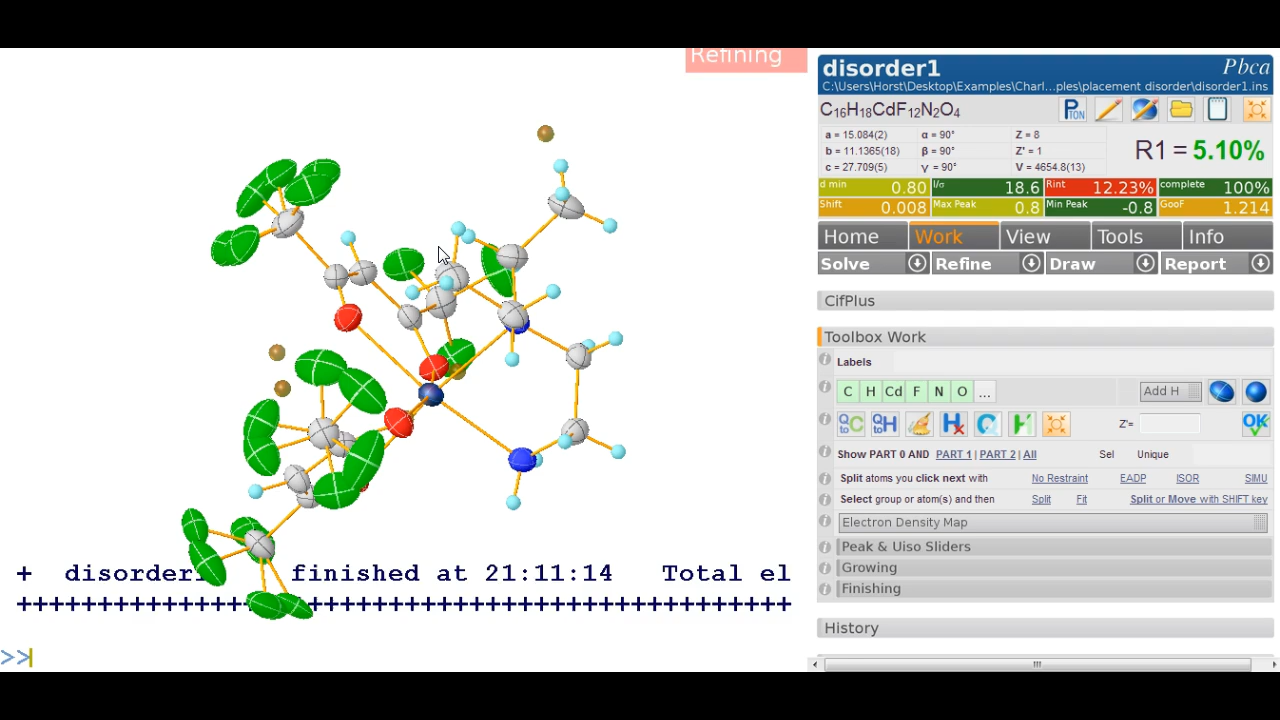 Refining
disorder1 Pbca
C:\Users\Horst\Desktop\Examples\Charl...ples\placement disorder\disorder1.ins
C16H18CdF12N2O4
PTON
a = 15.084(2) α = 90° Z = 8
b = 11.1365(18) β = 90° Z' = 1
c = 27.709(5) γ = 90° V = 4654.8(13)
R1 = 5.10%
d min 0.80 I/σ 18.6 Rint 12.23% complete 100%
Shift 0.008 Max Peak 0.8 Min Peak -0.8 GooF 1.214
Home Work View Tools Info
Solve Refine Draw Report
CifPlus
Toolbox Work
Labels
C H Cd F N O ... Add H
Q to C Q to H H Z'= OK
Show PART 0 AND PART 1 | PART 2 | All Sel Unique
Split atoms you click next with No Restraint EADP ISOR SIMU
Select group or atom(s) and then Split Fit Split or Move with SHIFT key
Electron Density Map
Peak & Uiso Sliders
Growing
Finishing
History
+ disorder finished at 21:11:14 Total el
++++++++++++++++++++++++++++++++++++++++++++++++
>>